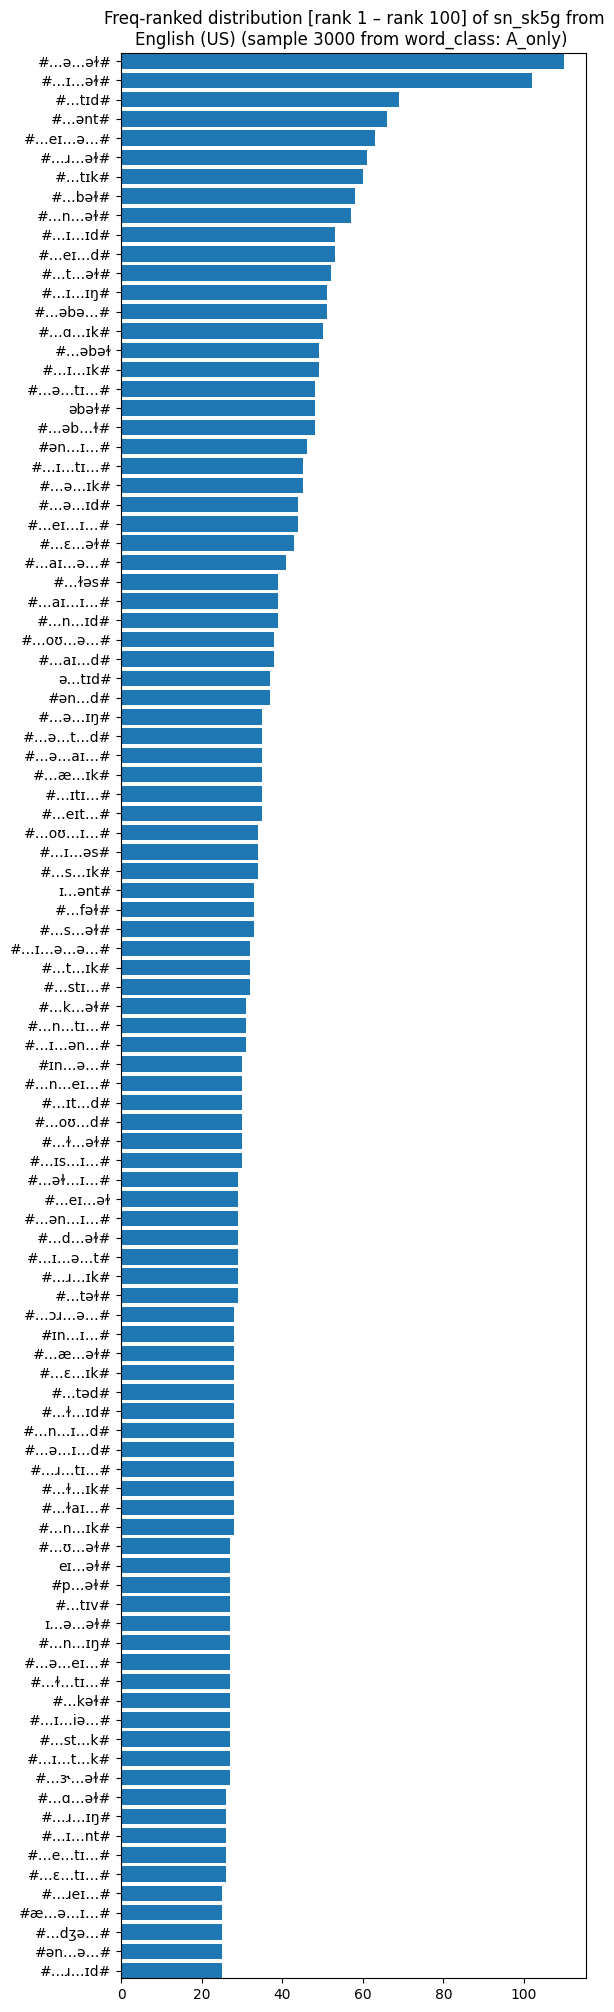 Freq-ranked distribution [rank 1 – rank 100] of sn_sk5g from
English (US) (sample 3000 from word_class: A_only)
#...ə...əɫ#
#...ɪ...əɫ#
#...tɪd#
#...ənt#
#...eɪ...ə...#
#...ɹ...əɫ#
#...tɪk#
#...bəɫ#
#...n...əɫ#
#...ɪ...ɪd#
#...eɪ...d#
#...t...əɫ#
#...ɪ...ɪŋ#
#...əbə...#
#...ɑ...ɪk#
#...əbəɫ
#...ɪ...ɪk#
#...ə...tɪ...#
əbəɫ#
#...əb...ɫ#
#ən...ɪ...#
#...ɪ...tɪ...#
#...ə...ɪk#
#...ə...ɪd#
#...eɪ...ɪ...#
#...ɛ...əɫ#
#...aɪ...ə...#
#...ɫəs#
#...aɪ...ɪ...#
#...n...ɪd#
#...oʊ...ə...#
#...aɪ...d#
ə...tɪd#
#ən...d#
#...ə...ɪŋ#
#...ə...t...d#
#...ə...aɪ...#
#...æ...ɪk#
#...ɪtɪ...#
#...eɪt...#
#...oʊ...ɪ...#
#...ɪ...əs#
#...s...ɪk#
ɪ...ənt#
#...fəɫ#
#...s...əɫ#
#...ɪ...ə...ə...#
#...t...ɪk#
#...stɪ...#
#...k...əɫ#
#...n...tɪ...#
#...ɪ...ən...#
#ɪn...ə...#
#...n...eɪ...#
#...ɪt...d#
#...oʊ...d#
#...ɫ...əɫ#
#...ɪs...ɪ...#
#...əɫ...ɪ...#
#...eɪ...əɫ
#...ən...ɪ...#
#...d...əɫ#
#...ɪ...ə...t#
#...ɹ...ɪk#
#...təɫ#
#...ɔɹ...ə...#
#ɪn...ɪ...#
#...æ...əɫ#
#...ɛ...ɪk#
#...təd#
#...ɫ...ɪd#
#...n...ɪ...d#
#...ə...ɪ...d#
#...ɹ...tɪ...#
#...ɫ...ɪk#
#...ɫaɪ...#
#...n...ɪk#
#...ʊ...əɫ#
eɪ...əɫ#
#p...əɫ#
#...tɪv#
ɪ...ə...əɫ#
#...n...ɪŋ#
#...ə...eɪ...#
#...ɫ...tɪ...#
#...kəɫ#
#...ɪ...iə...#
#...st...k#
#...ɪ...t...k#
#...ɝ...əɫ#
#...ɑ...əɫ#
#...ɹ...ɪŋ#
#...ɪ...nt#
#...e...tɪ...#
#...ɛ...tɪ...#
#...ɹeɪ...#
#æ...ə...ɪ...#
#...dʒə...#
#ən...ə...#
#...ɹ...ɪd#
0 20 40 60 80 100